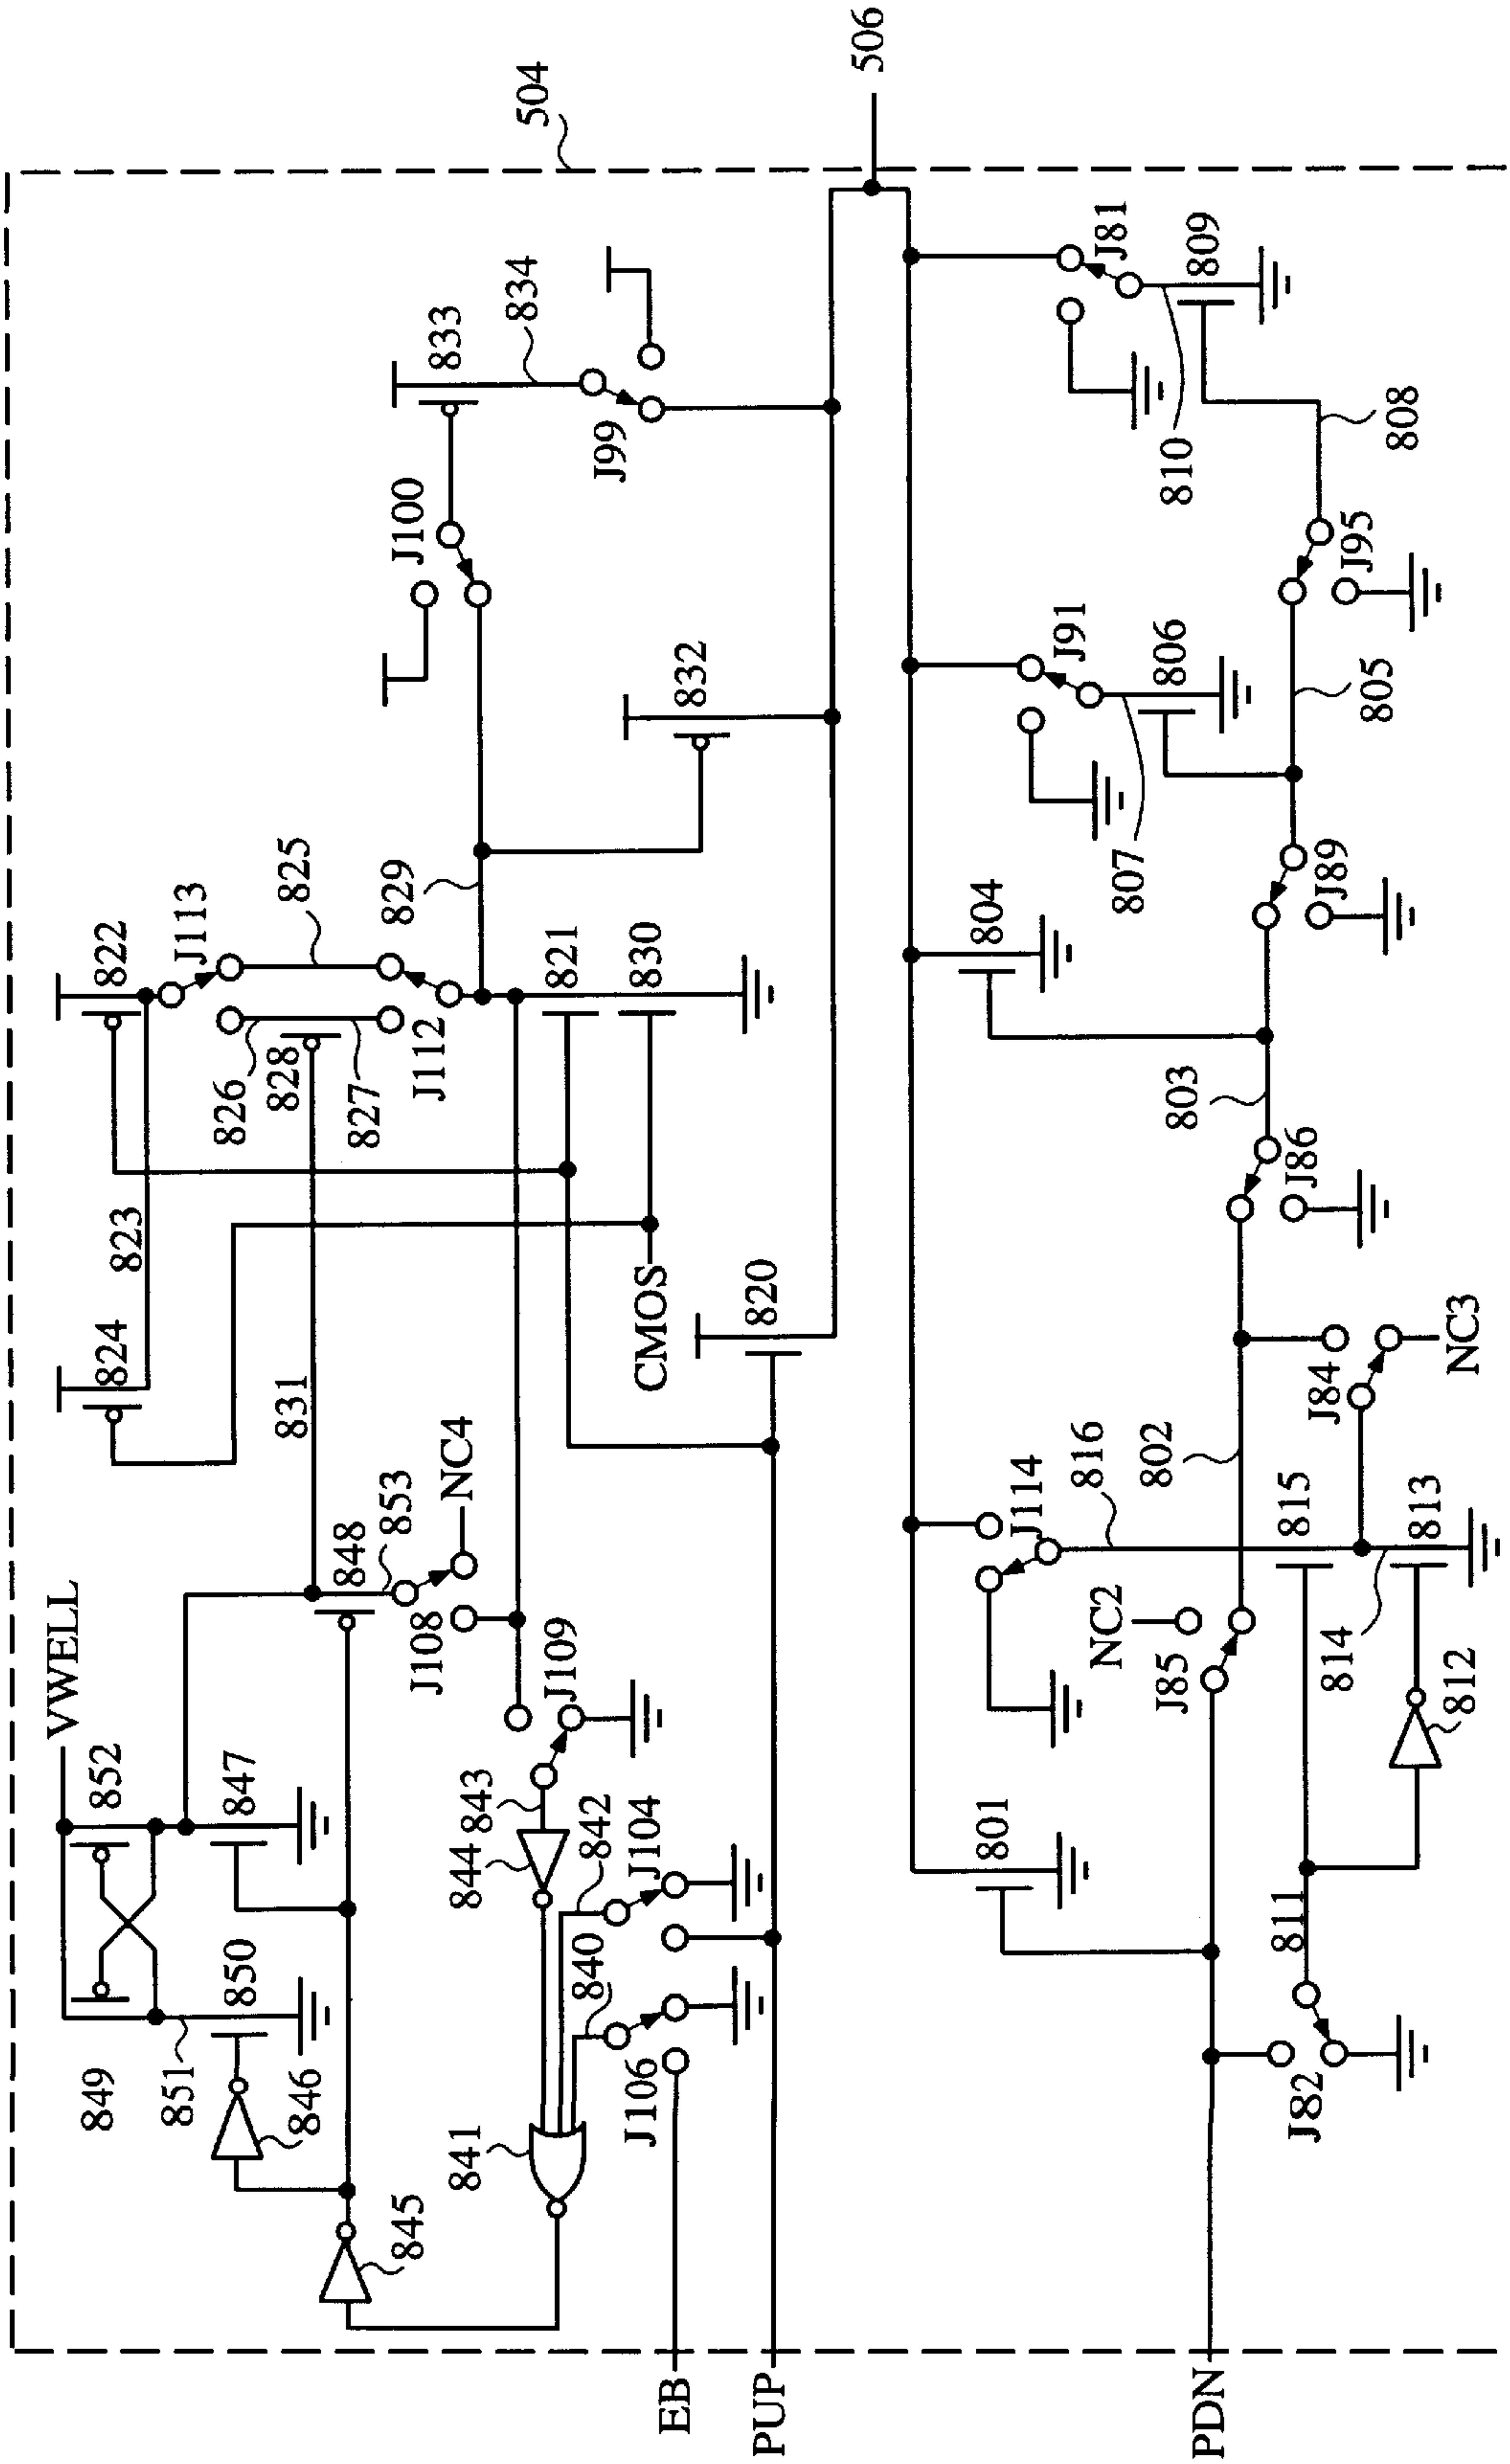 504
506
VWELL
852
849
847
850
851
846
845
848
853
NC4
J108
831
824
823
822
J113
825
826
828
827
J112
829
821
830
CMOS
820
J100
833
834
J99
832
J109
843
844
842
J104
840
841
J106
EB
PUP
PDN
801
J114
816
NC2
J85
802
815
813
814
812
811
J82
J84
NC3
803
J86
804
J89
805
806
807
J91
J95
808
809
810
J81